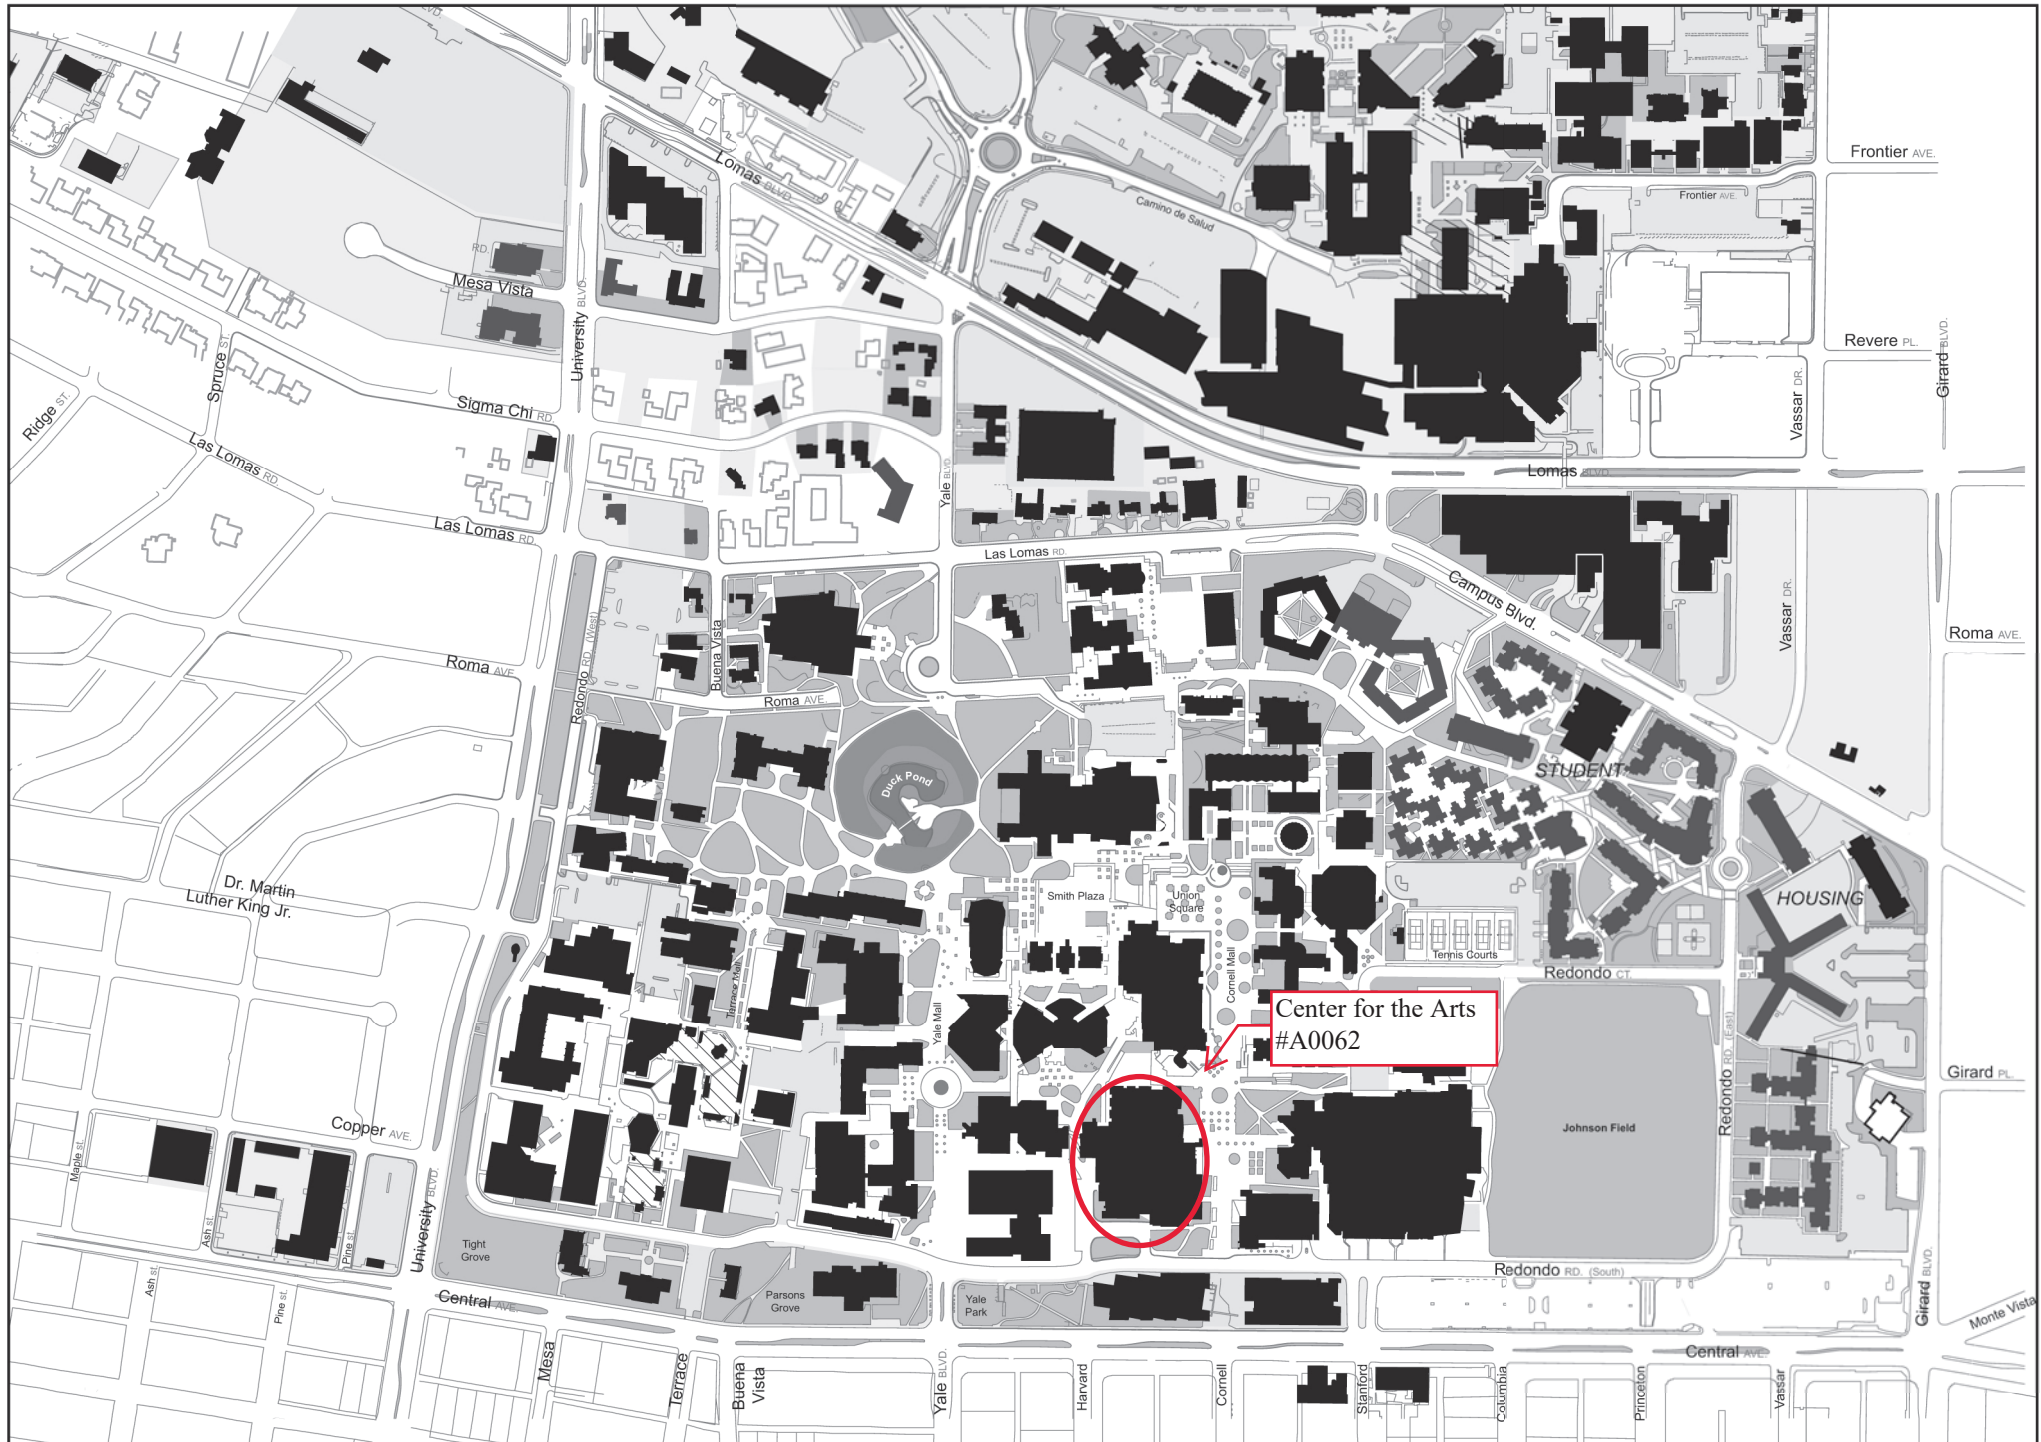 BLVD.
Lomas BLVD.
Frontier AVE.
Frontier AVE.
Camino de Salud
RD.
Mesa Vista
University BLVD.
Spruce ST.
Revere PL.
Girard BLVD.
Vassar DR.
Ridge ST.
Sigma Chi RD.
Las Lomas RD.
Lomas BLVD.
Yale BLVD.
Las Lomas RD.
Las Lomas RD.
Campus Blvd.
Vassar DR.
Roma AVE.
Redondo RD. (West)
Buena Vista
Roma AVE.
Roma AVE.
Duck Pond
STUDENT
HOUSING
Dr. Martin
Luther King Jr.
Smith Plaza
Union
Square
Cornell Mall
Tennis Courts
Redondo CT.
Terrace Mall
Yale Mall
Center for the Arts
#A0062
Redondo RD. (East)
Girard PL.
Johnson Field
Copper AVE.
Maple st.
Ash st.
Pine st.
University BLVD.
Tight
Grove
Parsons
Grove
Yale
Park
Redondo RD. (South)
Girard BLVD.
Monte Vista
Central AVE.
Central AVE.
Ash st.
Pine st.
Mesa
Terrace
Buena
Vista
Yale BLVD.
Harvard
Cornell
Stanford
Columbia
Princeton
Vassar